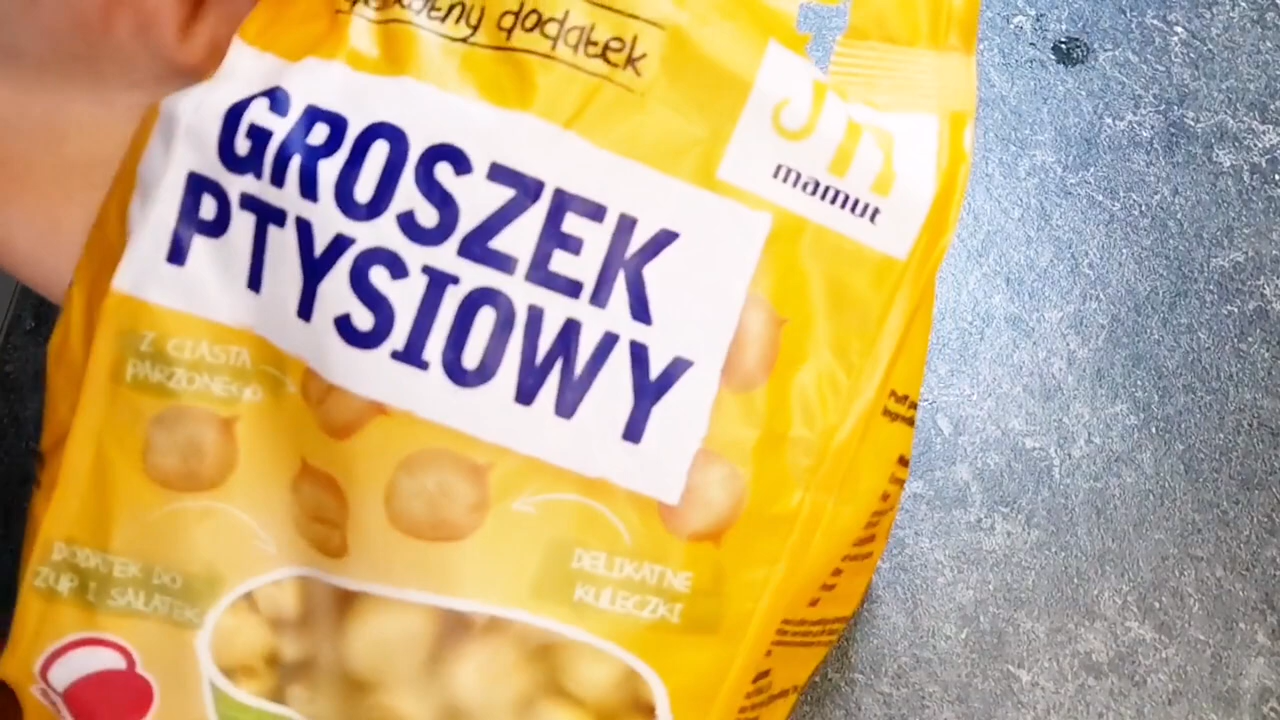 dodatek
mamut
GROSZEK
PTYSIOWY
Z CIASTA
PARZONEGO
DODATEK DO
ZUP I SAŁATEK
DELIKATNE
KULECZKI